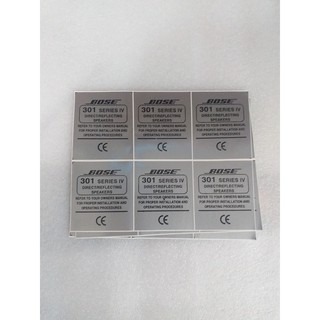 BOSE BOSE BOSE
301 SERIES IV 301 SERIES IV 301 SERIES IV
DIRECT/REFLECTING DIRECT/REFLECTING DIRECT/REFLECTING
SPEAKERS SPEAKERS SPEAKERS
REFER TO YOUR OWNERS MANUAL REFER TO YOUR OWNERS MANUAL REFER TO YOUR OWNERS MANUAL
FOR PROPER INSTALLATION AND FOR PROPER INSTALLATION AND FOR PROPER INSTALLATION AND
OPERATING PROCEDURES OPERATING PROCEDURES OPERATING PROCEDURES
CE CE CE
BOSE BOSE BOSE
301 SERIES IV 301 SERIES IV 301 SERIES IV
DIRECT/REFLECTING DIRECT/REFLECTING DIRECT/REFLECTING
SPEAKERS SPEAKERS SPEAKERS
REFER TO YOUR OWNERS MANUAL REFER TO YOUR OWNERS MANUAL REFER TO YOUR OWNERS MANUAL
FOR PROPER INSTALLATION AND FOR PROPER INSTALLATION AND FOR PROPER INSTALLATION AND
OPERATING PROCEDURES OPERATING PROCEDURES OPERATING PROCEDURES
CE CE CE